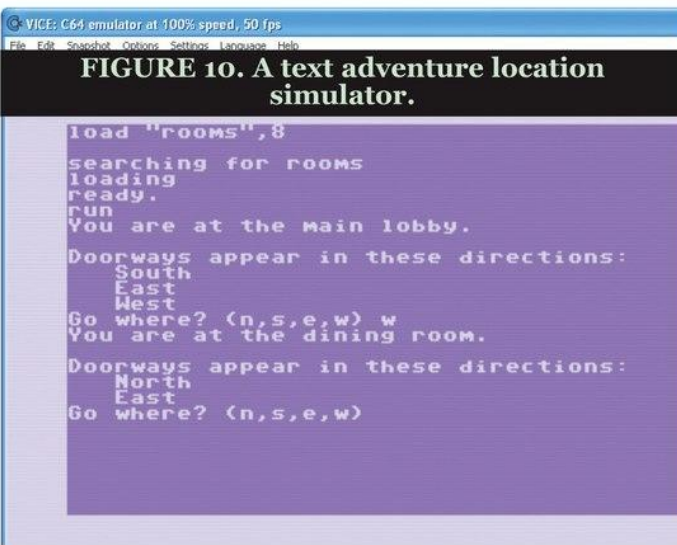 VICE: C64 emulator at 100% speed, 50 fps
File Edit Snapshot Options Settings Language Help
FIGURE 10. A text adventure location
simulator.
load "rooms",8
searching for rooms
loading
ready.
run
You are at the main lobby.
Doorways appear in these directions:
South
East
West
Go where? (n,s,e,w) w
You are at the dining room.
Doorways appear in these directions:
North
East
Go where? (n,s,e,w)